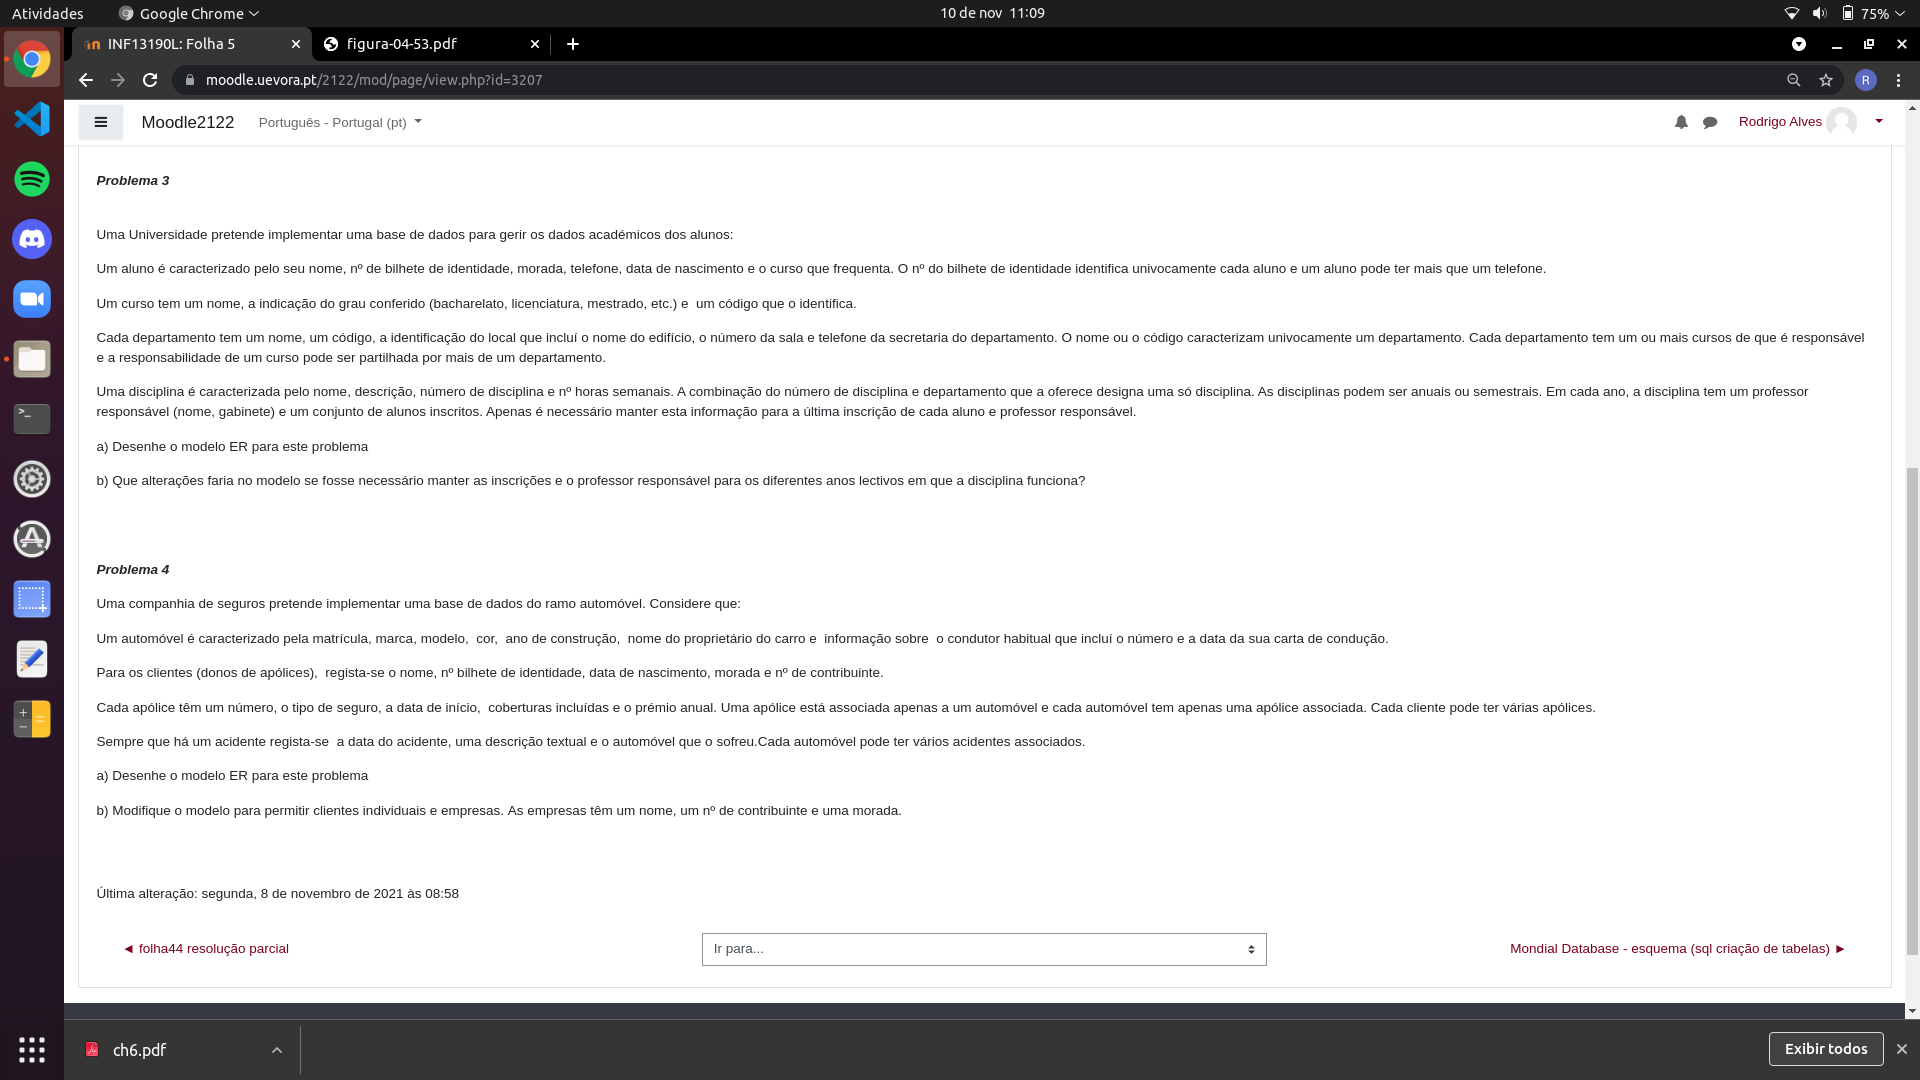 Atividades
Google Chrome
10 de nov 11:09
75%
INF13190L: Folha 5
figura-04-53.pdf
moodle.uevora.pt/2122/mod/page/view.php?id=3207
R
Moodle2122
Português - Portugal (pt)
Rodrigo Alves
Problema 3
Uma Universidade pretende implementar uma base de dados para gerir os dados académicos dos alunos:
Um aluno é caracterizado pelo seu nome, nº de bilhete de identidade, morada, telefone, data de nascimento e o curso que frequenta. O nº do bilhete de identidade identifica univocamente cada aluno e um aluno pode ter mais que um telefone.
Um curso tem um nome, a indicação do grau conferido (bacharelato, licenciatura, mestrado, etc.) e  um código que o identifica.
Cada departamento tem um nome, um código, a identificação do local que incluí o nome do edifício, o número da sala e telefone da secretaria do departamento. O nome ou o código caracterizam univocamente um departamento. Cada departamento tem um ou mais cursos de que é responsável
e a responsabilidade de um curso pode ser partilhada por mais de um departamento.
Uma disciplina é caracterizada pelo nome, descrição, número de disciplina e nº horas semanais. A combinação do número de disciplina e departamento que a oferece designa uma só disciplina. As disciplinas podem ser anuais ou semestrais. Em cada ano, a disciplina tem um professor
responsável (nome, gabinete) e um conjunto de alunos inscritos. Apenas é necessário manter esta informação para a última inscrição de cada aluno e professor responsável.
a) Desenhe o modelo ER para este problema
b) Que alterações faria no modelo se fosse necessário manter as inscrições e o professor responsável para os diferentes anos lectivos em que a disciplina funciona?
Problema 4
Uma companhia de seguros pretende implementar uma base de dados do ramo automóvel. Considere que:
Um automóvel é caracterizado pela matrícula, marca, modelo,  cor,  ano de construção,  nome do proprietário do carro e  informação sobre  o condutor habitual que incluí o número e a data da sua carta de condução.
Para os clientes (donos de apólices),  regista-se o nome, nº bilhete de identidade, data de nascimento, morada e nº de contribuinte.
Cada apólice têm um número, o tipo de seguro, a data de início,  coberturas incluídas e o prémio anual. Uma apólice está associada apenas a um automóvel e cada automóvel tem apenas uma apólice associada. Cada cliente pode ter várias apólices.
Sempre que há um acidente regista-se  a data do acidente, uma descrição textual e o automóvel que o sofreu.Cada automóvel pode ter vários acidentes associados.
a) Desenhe o modelo ER para este problema
b) Modifique o modelo para permitir clientes individuais e empresas. As empresas têm um nome, um nº de contribuinte e uma morada.
Última alteração: segunda, 8 de novembro de 2021 às 08:58
◄ folha44 resolução parcial
Ir para...
Mondial Database - esquema (sql criação de tabelas) ►
ch6.pdf
Exibir todos